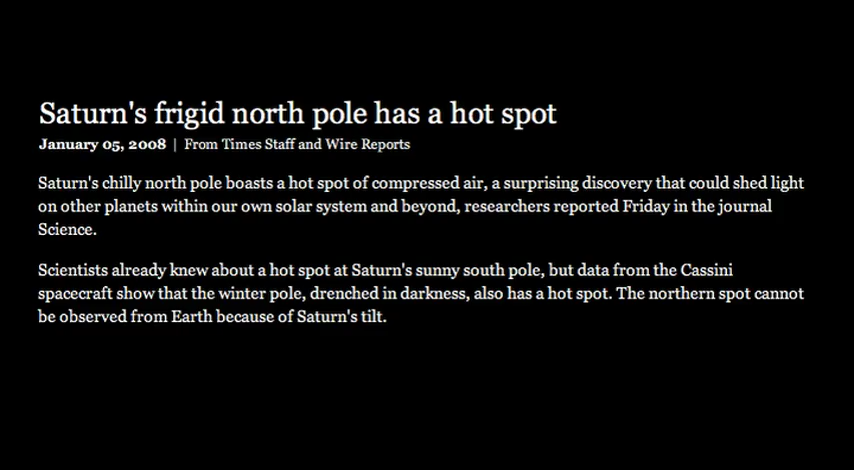 Saturn's frigid north pole has a hot spot
January 05, 2008 | From Times Staff and Wire Reports
Saturn's chilly north pole boasts a hot spot of compressed air, a surprising discovery that could shed light
on other planets within our own solar system and beyond, researchers reported Friday in the journal
Science.
Scientists already knew about a hot spot at Saturn's sunny south pole, but data from the Cassini
spacecraft show that the winter pole, drenched in darkness, also has a hot spot. The northern spot cannot
be observed from Earth because of Saturn's tilt.